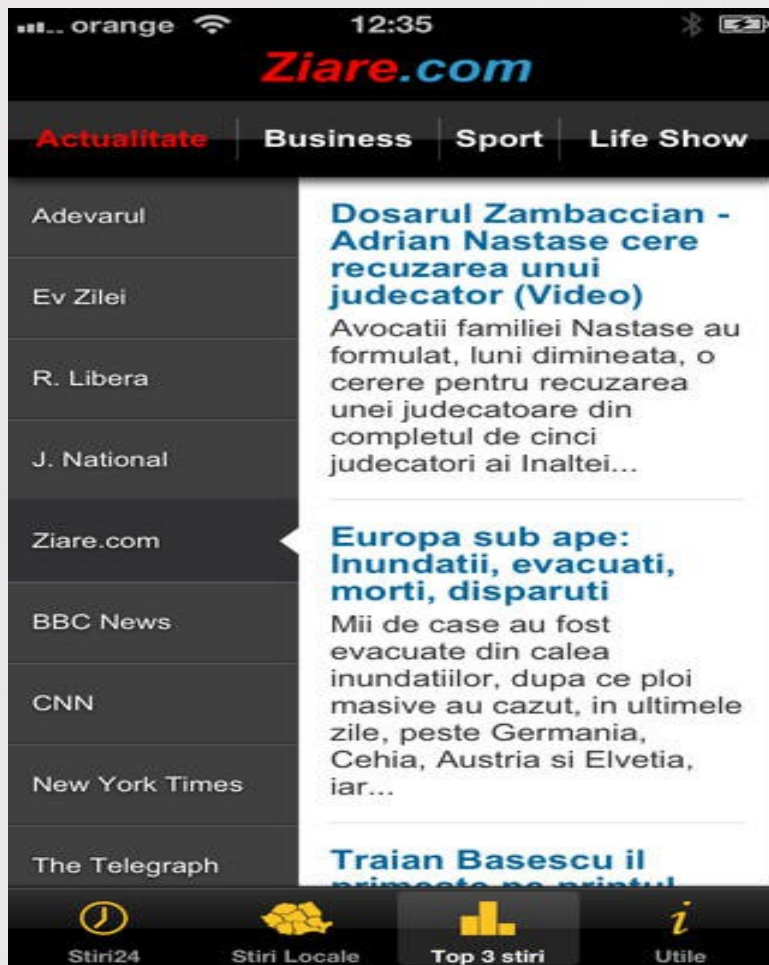 orange 12:35
Ziare.com
Actualitate Business Sport Life Show
Adevarul
Ev Zilei
R. Libera
J. National
Ziare.com
BBC News
CNN
New York Times
The Telegraph
Dosarul Zambaccian -
Adrian Nastase cere
recuzarea unui
judecator (Video)
Avocatii familiei Nastase au
formulat, luni dimineata, o
cerere pentru recuzarea
unei judecatoare din
completul de cinci
judecatori ai Inaltei...
Europa sub ape:
Inundatii, evacuati,
morti, disparuti
Mii de case au fost
evacuate din calea
inundatiilor, dupa ce ploi
masive au cazut, in ultimele
zile, peste Germania,
Cehia, Austria si Elvetia,
iar...
Traian Basescu il
primeste pe printul
Stiri24 Stiri Locale Top 3 stiri Utile